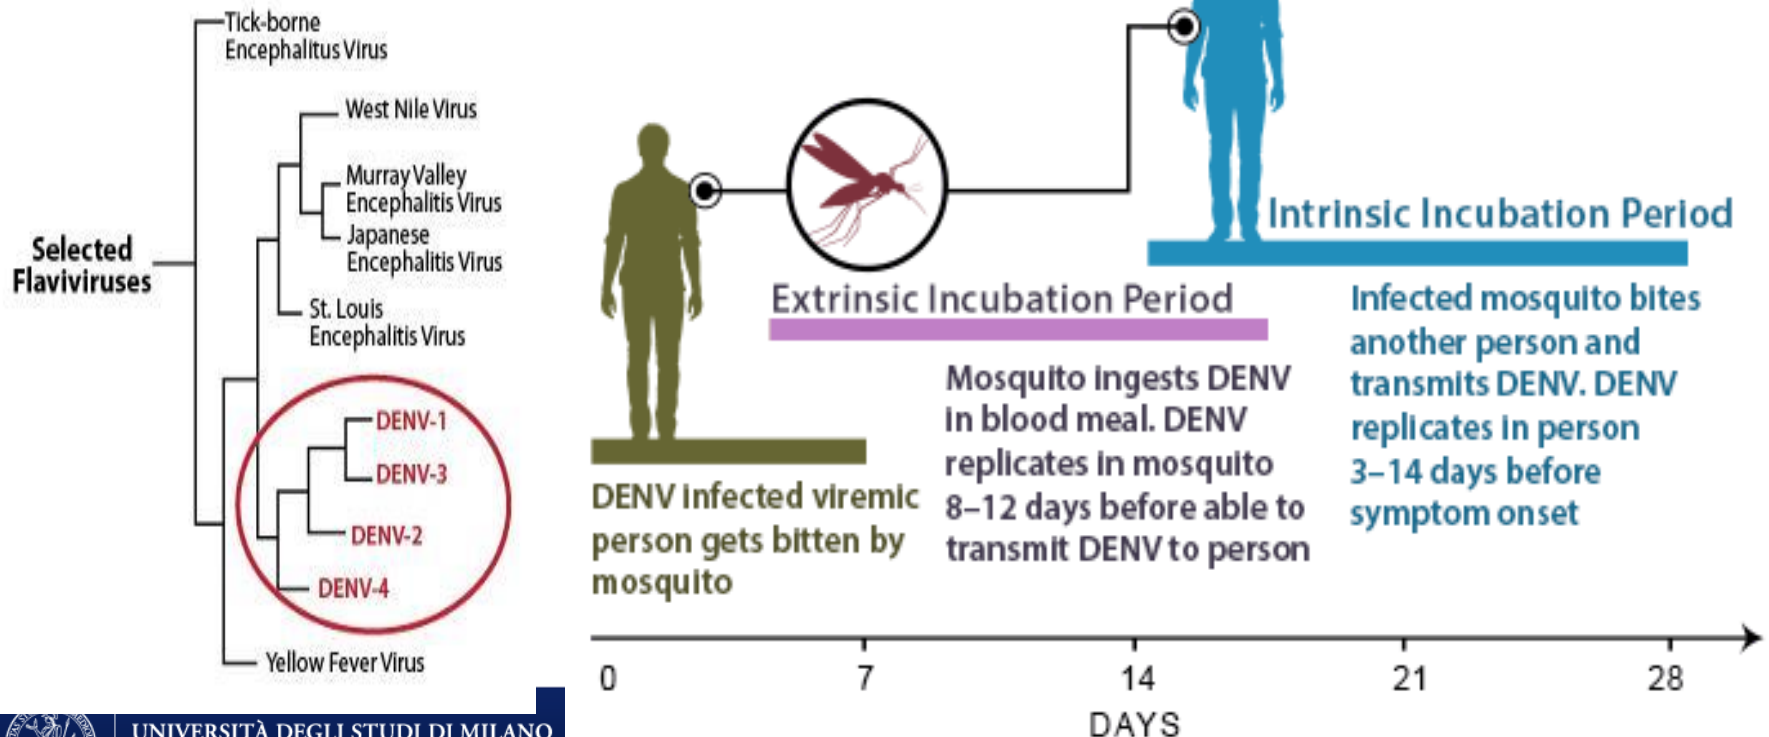 Tick-borne
Encephalitus Virus
West Nile Virus
Murray Valley
Encephalitis Virus
Japanese
Encephalitis Virus
Selected
Flaviviruses
St. Louis
Encephalitis Virus
DENV-1
DENV-3
DENV-2
DENV-4
Yellow Fever Virus
UNIVERSITÀ DEGLI STUDI DI MILANO
Intrinsic Incubation Period
Extrinsic Incubation Period
DENV infected viremic
person gets bitten by
mosquito
Mosquito ingests DENV
in blood meal. DENV
replicates in mosquito
8–12 days before able to
transmit DENV to person
Infected mosquito bites
another person and
transmits DENV. DENV
replicates in person
3–14 days before
symptom onset
0 7 14 21 28
DAYS